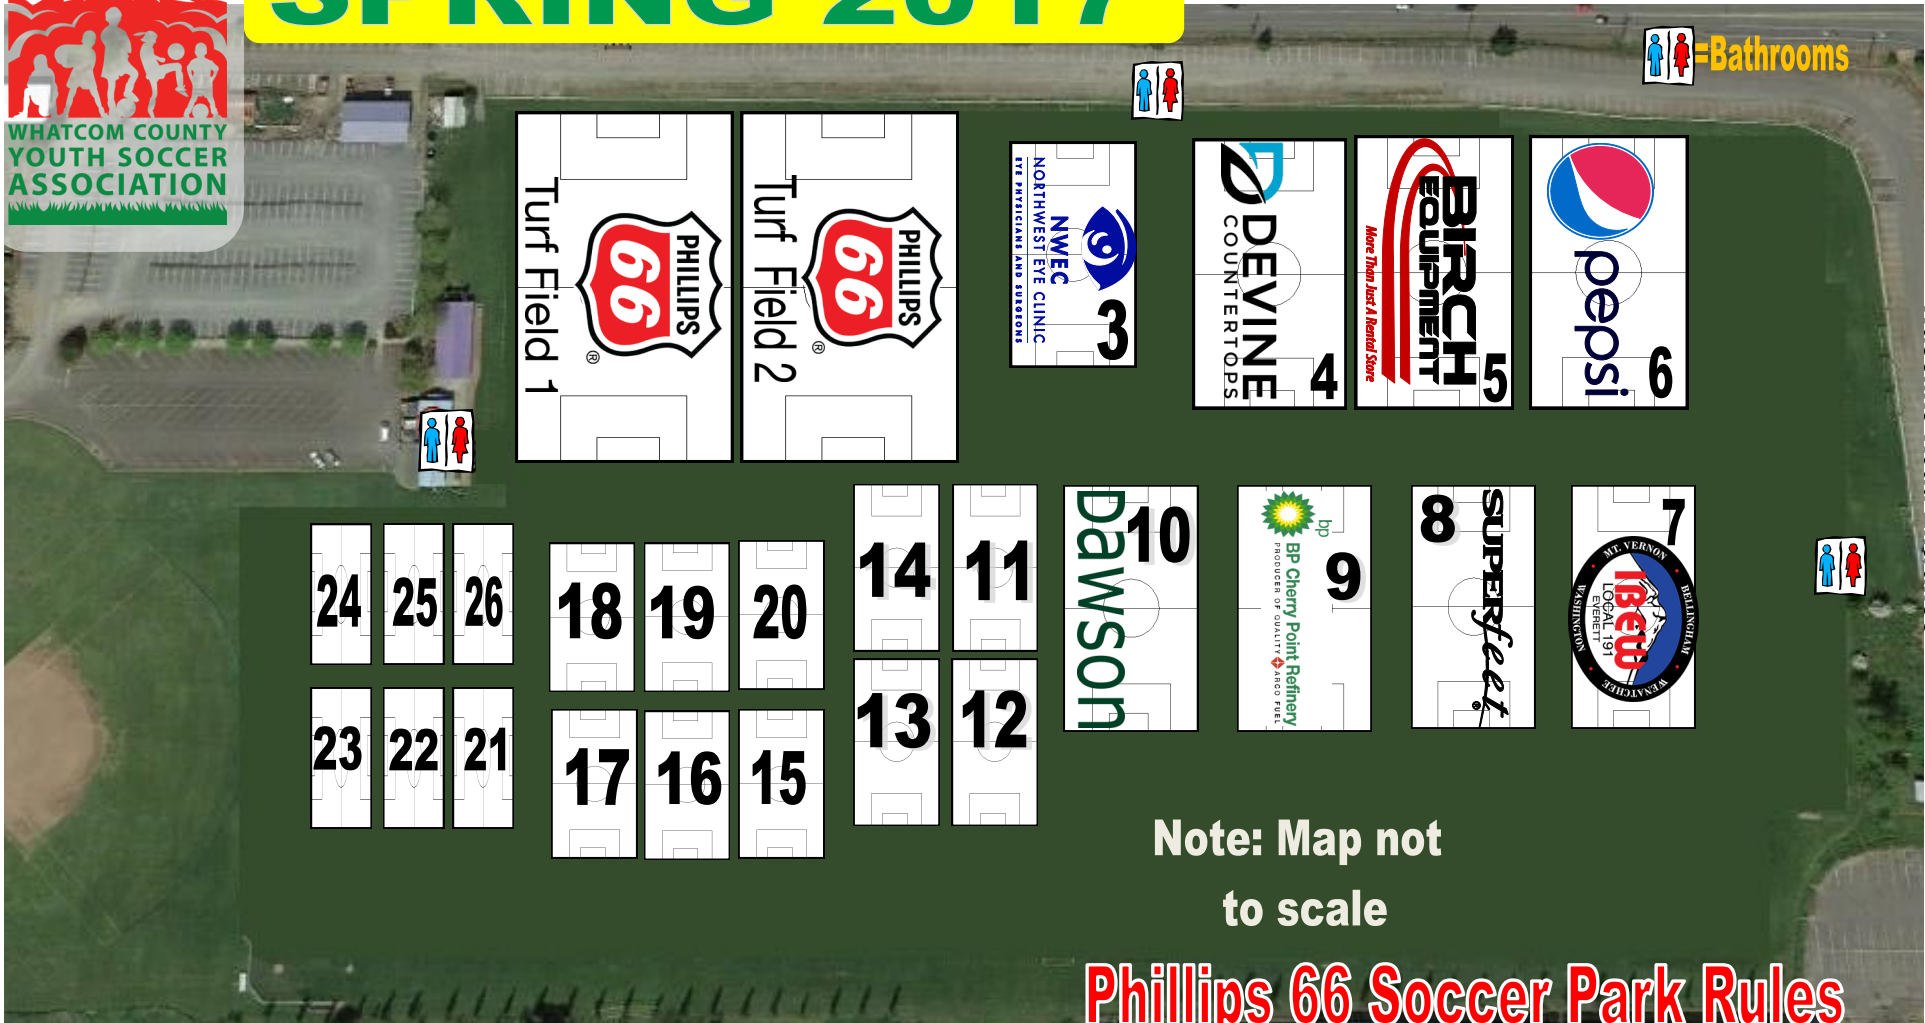 SPRING 2017
WHATCOM COUNTY
YOUTH SOCCER
ASSOCIATION
=Bathrooms
Turf Field 1
PHILLIPS
66
®
Turf Field 2
PHILLIPS
66
®
NWEC
NORTHWEST EYE CLINIC
EYE PHYSICIANS AND SURGEONS
3
DEVINE
COUNTERTOPS
4
BIRCH
EQUIPMENT
More Than Just A Rental Store
5
pepsi
6
24
25
26
18
19
20
14
11
Dawson
10
bp
BP Cherry Point Refinery
PRODUCER OF QUALITY ARCO FUEL
9
8
SUPERfeet
®
7
MT. VERNON
BELLINGHAM
WENATCHEE
WASHINGTON
IBEW
LOCAL 191
EVERETT
23
22
21
17
16
15
13
12
Note: Map not
to scale
Phillips 66 Soccer Park Rules